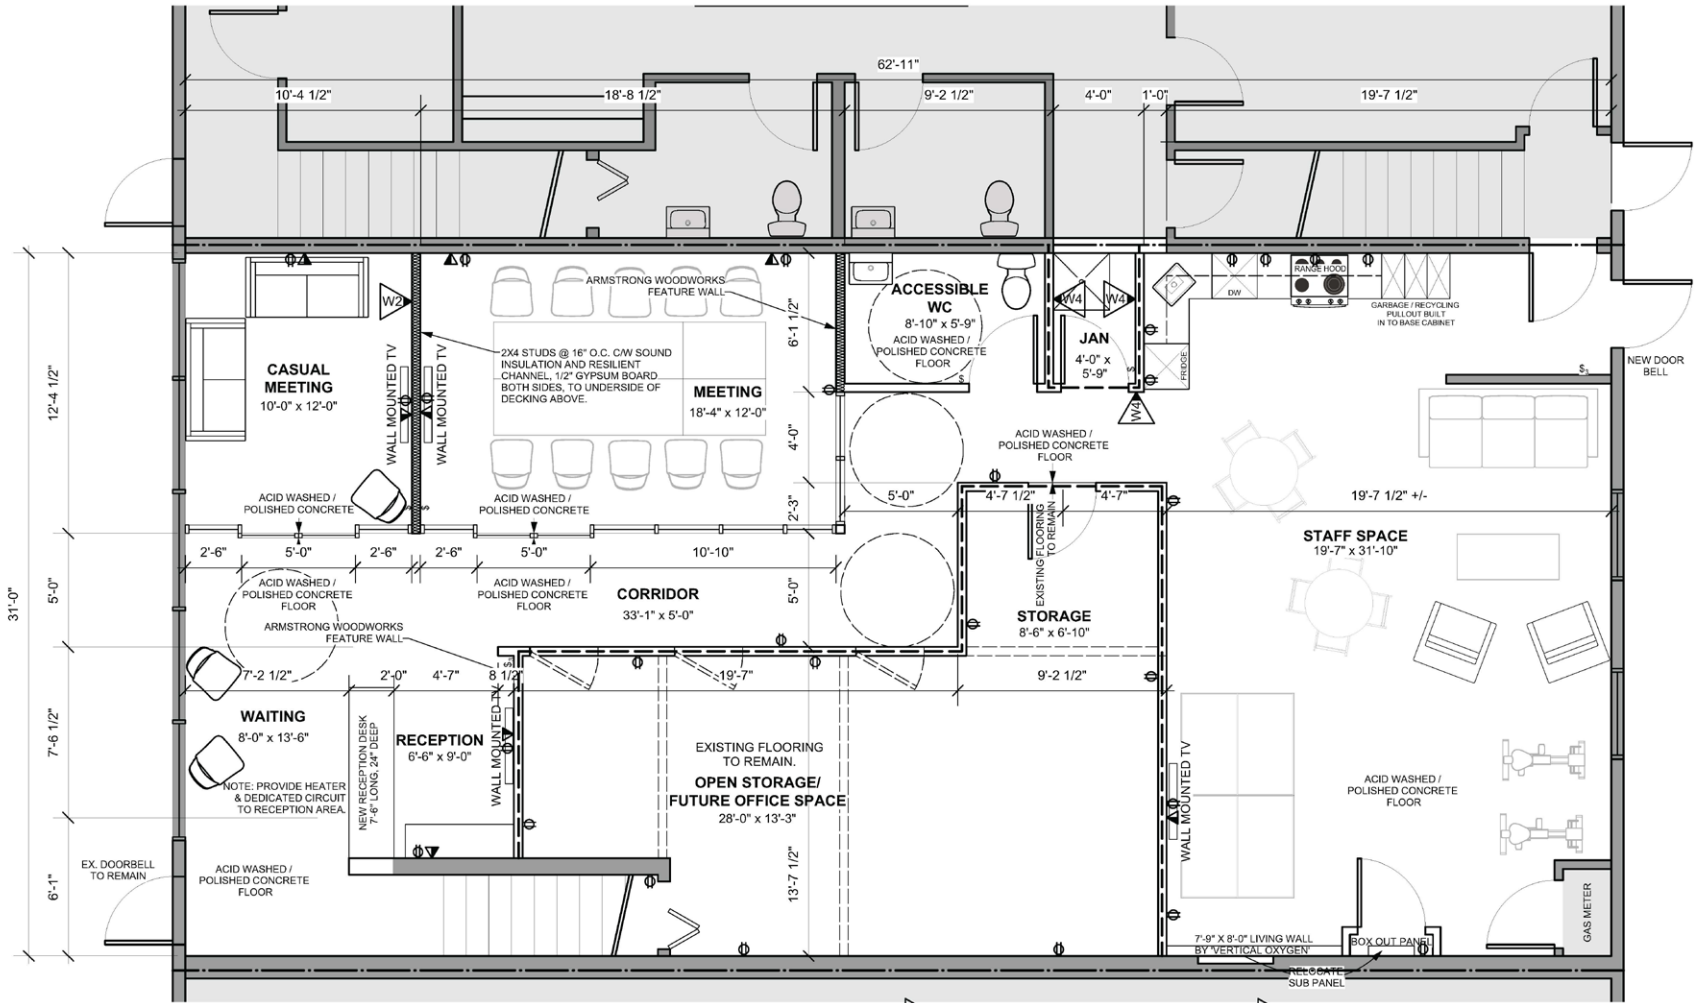 62'-11"
10'-4 1/2"
18'-8 1/2"
9'-2 1/2"
4'-0"
1'-0"
19'-7 1/2"
ARMSTRONG WOODWORKS
FEATURE WALL
W2
CASUAL
MEETING
10'-0" x 12'-0"
WALL MOUNTED TV
WALL MOUNTED TV
2X4 STUDS @ 16" O.C. C/W SOUND
INSULATION AND RESILIENT
CHANNEL, 1/2" GYPSUM BOARD
BOTH SIDES, TO UNDERSIDE OF
DECKING ABOVE.
MEETING
18'-4" x 12'-0"
6'-1 1/2"
4'-0"
2'-3"
ACCESSIBLE
WC
8'-10" x 5'-9"
ACID WASHED /
POLISHED CONCRETE
FLOOR
$
W4
W4
JAN
4'-0" x
5'-9"
W4
DW
RANGE HOOD
FRIDGE
GARBAGE / RECYCLING
PULLOUT BUILT
IN TO BASE CABINET
NEW DOOR
BELL
$3
12'-4 1/2"
31'-0"
5'-0"
7'-6 1/2"
6'-1"
ACID WASHED /
POLISHED CONCRETE
$
$
ACID WASHED /
POLISHED CONCRETE
ACID WASHED /
POLISHED CONCRETE
FLOOR
5'-0"
4'-7 1/2"
4'-7"
19'-7 1/2" +/-
EXISTING FLOORING
TO REMAIN
STAFF SPACE
19'-7" x 31'-10"
2'-6"
5'-0"
2'-6"
2'-6"
5'-0"
10'-10"
5'-0"
ACID WASHED /
POLISHED CONCRETE
FLOOR
ACID WASHED /
POLISHED CONCRETE
FLOOR
CORRIDOR
33'-1" x 5'-0"
STORAGE
8'-6" x 6'-10"
ARMSTRONG WOODWORKS
FEATURE WALL
$
7'-2 1/2"
2'-0"
4'-7"
8 1/2"
19'-7"
9'-2 1/2"
WAITING
8'-0" x 13'-6"
NOTE: PROVIDE HEATER
& DEDICATED CIRCUIT
TO RECEPTION AREA.
NEW RECEPTION DESK
7'-6" LONG, 24" DEEP
RECEPTION
6'-6" x 9'-0"
WALL MOUNTED TV
EXISTING FLOORING
TO REMAIN.
OPEN STORAGE/
FUTURE OFFICE SPACE
28'-0" x 13'-3"
13'-7 1/2"
WALL MOUNTED TV
ACID WASHED /
POLISHED CONCRETE
FLOOR
EX. DOORBELL
TO REMAIN
ACID WASHED /
POLISHED CONCRETE
FLOOR
GAS METER
7'-9" X 8'-0" LIVING WALL
BY 'VERTICAL OXYGEN'
BOX OUT PANEL
RELOCATE
SUB PANEL